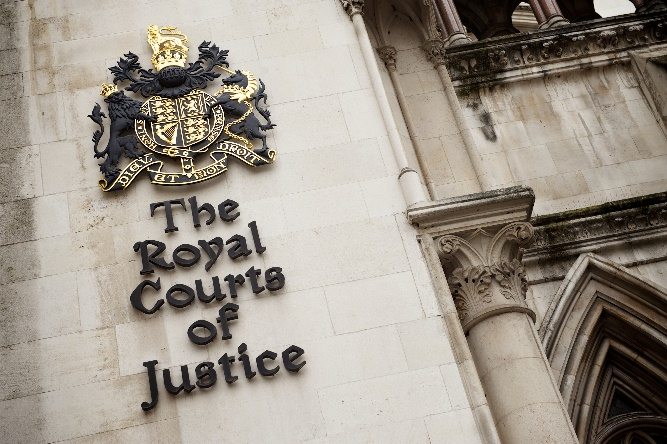 DIEU ET MON DROIT
The
Royal
Courts
of
Justice